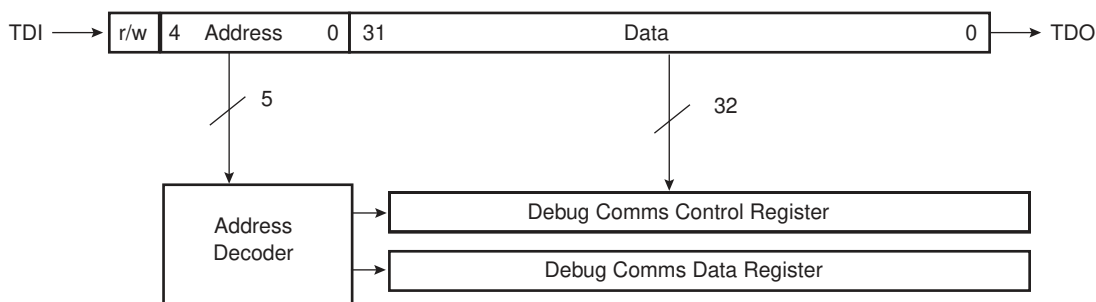 TDI r/w 4 Address 0 31 Data 0 TDO
5
32
Address
Decoder
Debug Comms Control Register
Debug Comms Data Register